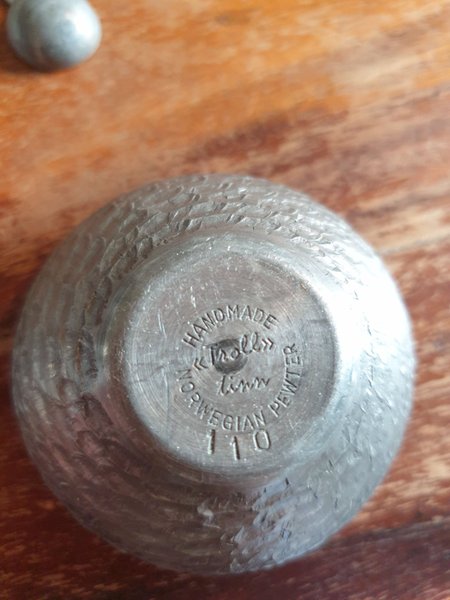 HANDMADE
«Troll»
tinn
NORWEGIAN PEWTER
110